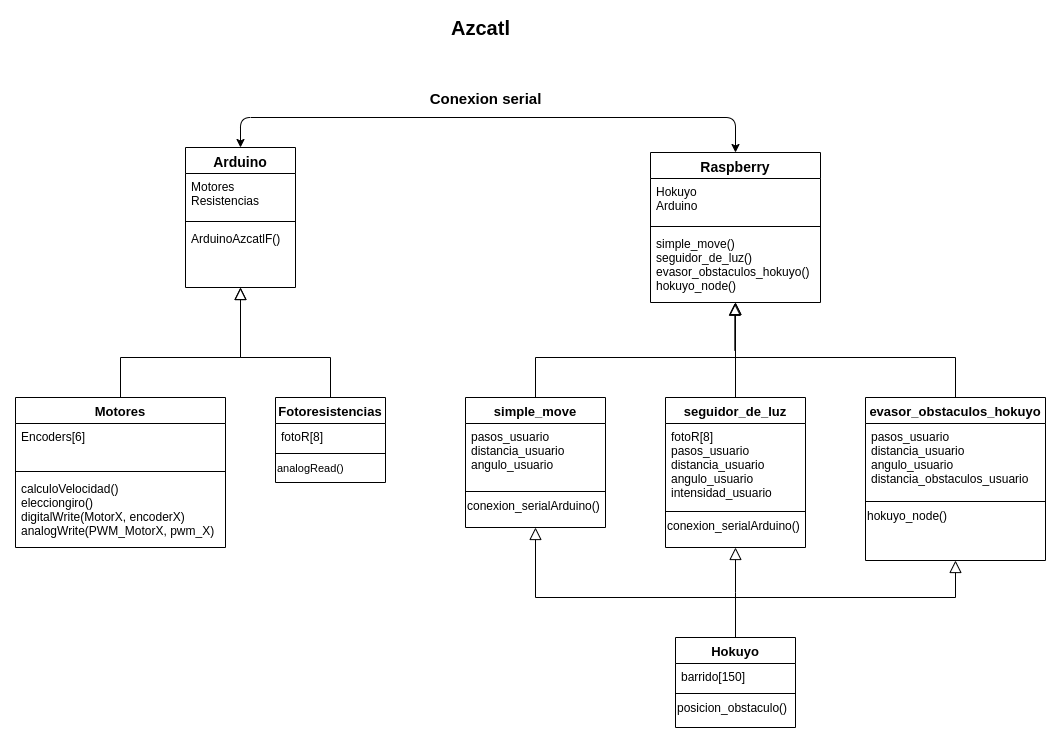 Azcatl
Conexion serial
Arduino
Motores
Resistencias
ArduinoAzcatlF()
Raspberry
Hokuyo
Arduino
simple_move()
seguidor_de_luz()
evasor_obstaculos_hokuyo()
hokuyo_node()
Motores
Encoders[6]
calculoVelocidad()
elecciongiro()
digitalWrite(MotorX, encoderX)
analogWrite(PWM_MotorX, pwm_X)
Fotoresistencias
fotoR[8]
analogRead()
simple_move
pasos_usuario
distancia_usuario
angulo_usuario
conexion_serialArduino()
seguidor_de_luz
fotoR[8]
pasos_usuario
distancia_usuario
angulo_usuario
intensidad_usuario
conexion_serialArduino()
evasor_obstaculos_hokuyo
pasos_usuario
distancia_usuario
angulo_usuario
distancia_obstaculos_usuario
hokuyo_node()
Hokuyo
barrido[150]
posicion_obstaculo()